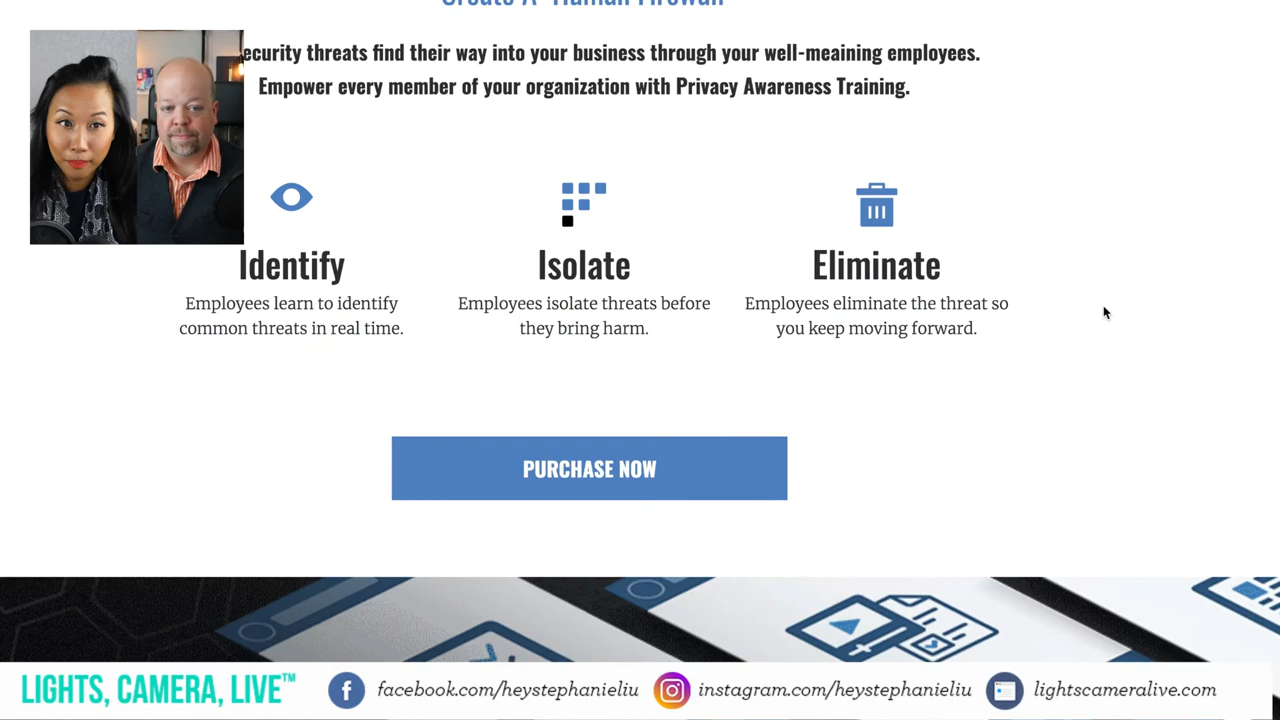 Create A Human Firewall
ecurity threats find their way into your business through your well-meaining employees.
Empower every member of your organization with Privacy Awareness Training.
Identify
Employees learn to identify
common threats in real time.
Isolate
Employees isolate threats before
they bring harm.
Eliminate
Employees eliminate the threat so
you keep moving forward.
PURCHASE NOW
LIGHTS, CAMERA, LIVE™
facebook.com/heystephanieliu
instagram.com/heystephanieliu
lightscameralive.com